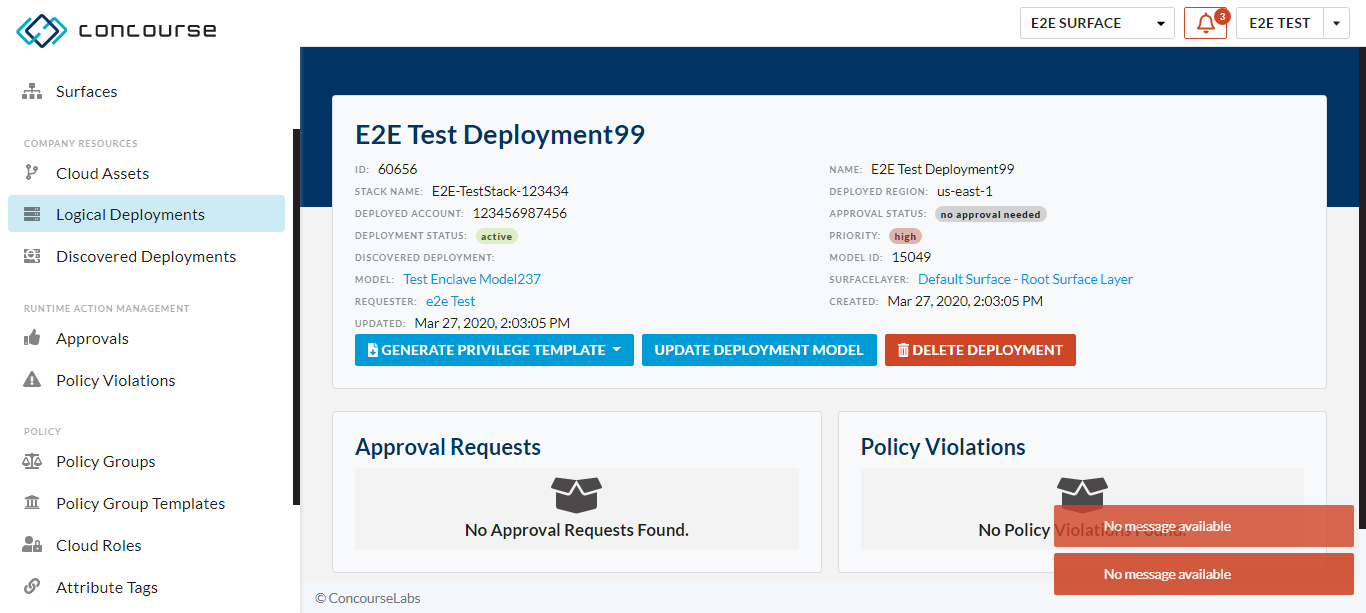 concourse
E2E SURFACE
3
E2E TEST
Surfaces
COMPANY RESOURCES
Cloud Assets
Logical Deployments
Discovered Deployments
RUNTIME ACTION MANAGEMENT
Approvals
Policy Violations
POLICY
Policy Groups
Policy Group Templates
Cloud Roles
Attribute Tags
E2E Test Deployment99
ID: 60656
NAME: E2E Test Deployment99
STACK NAME: E2E-TestStack-123434
DEPLOYED REGION: us-east-1
DEPLOYED ACCOUNT: 123456987456
APPROVAL STATUS: no approval needed
DEPLOYMENT STATUS: active
PRIORITY: high
DISCOVERED DEPLOYMENT:
MODEL ID: 15049
MODEL: Test Enclave Model237
SURFACELAYER: Default Surface - Root Surface Layer
REQUESTER: e2e Test
CREATED: Mar 27, 2020, 2:03:05 PM
UPDATED: Mar 27, 2020, 2:03:05 PM
GENERATE PRIVILEGE TEMPLATE
UPDATE DEPLOYMENT MODEL
DELETE DEPLOYMENT
Approval Requests
No Approval Requests Found.
Policy Violations
No Policy Violations Found.
No message available
No message available
© ConcourseLabs